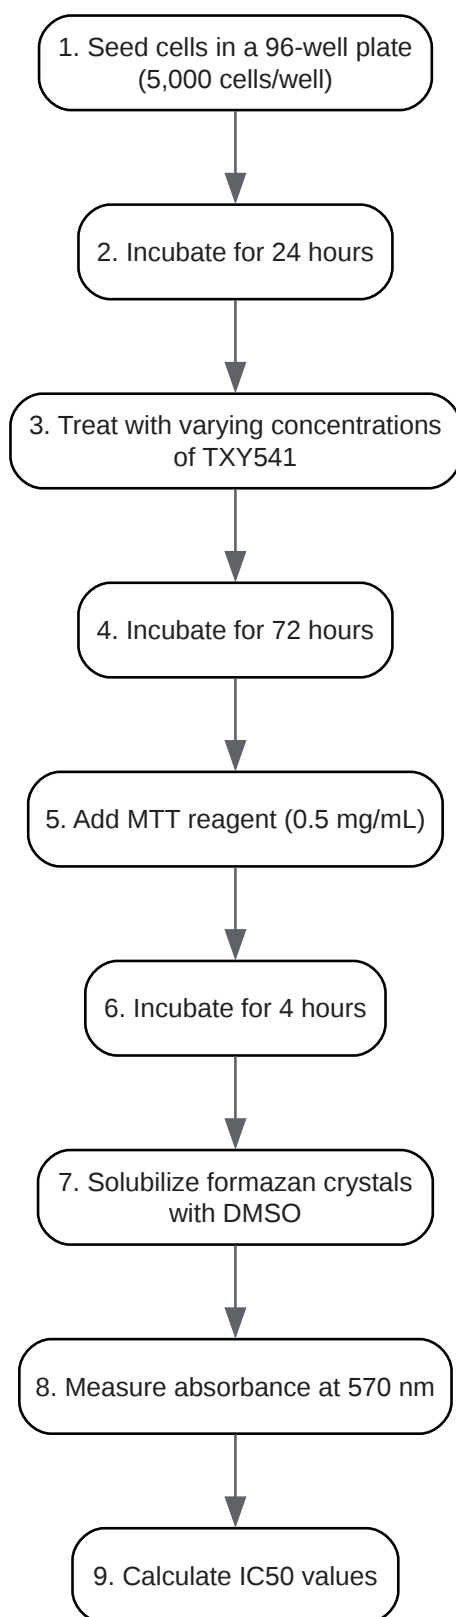 1. Seed cells in a 96-well plate
(5,000 cells/well)
2. Incubate for 24 hours
3. Treat with varying concentrations
of TXY541
4. Incubate for 72 hours
5. Add MTT reagent (0.5 mg/mL)
6. Incubate for 4 hours
7. Solubilize formazan crystals
with DMSO
8. Measure absorbance at 570 nm
9. Calculate IC50 values